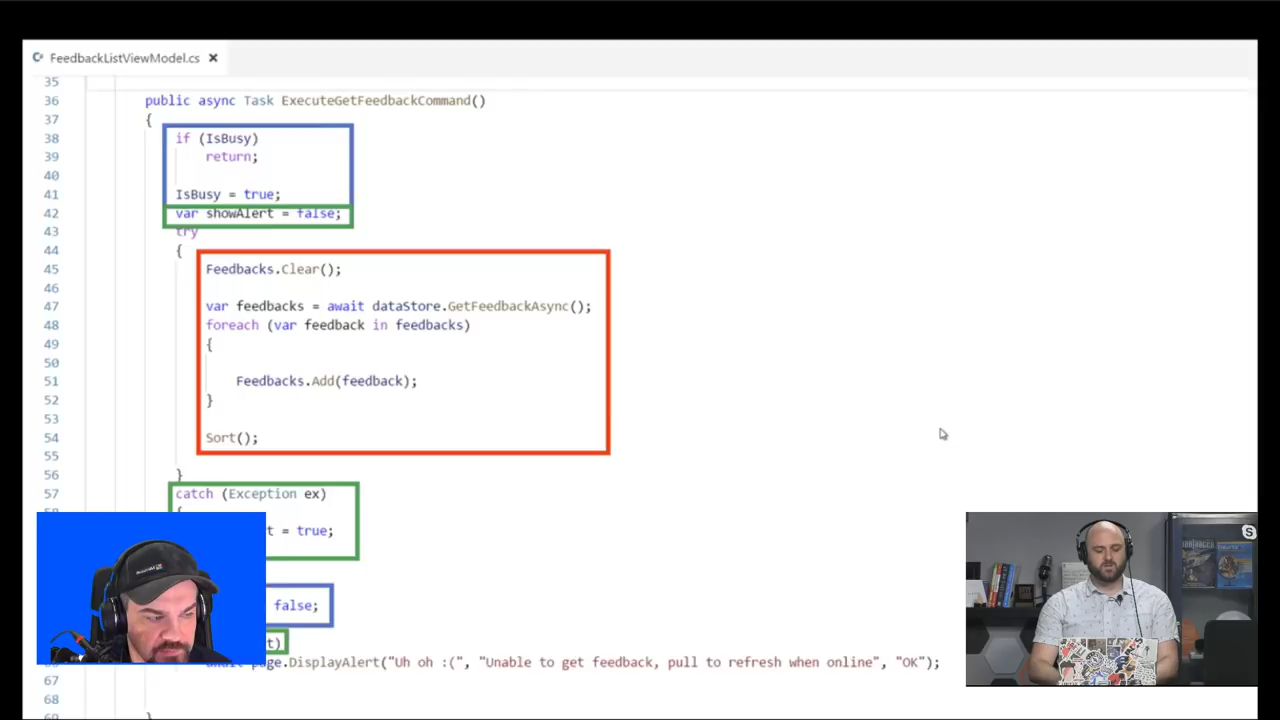 FeedbackListViewModel.cs
35
36 public async Task ExecuteGetFeedbackCommand()
37 {
38 if (IsBusy)
39 return;
40
41 IsBusy = true;
42 var showAlert = false;
43 try
44 {
45 Feedbacks.Clear();
46
47 var feedbacks = await dataStore.GetFeedbackAsync();
48 foreach (var feedback in feedbacks)
49 {
50
51 Feedbacks.Add(feedback);
52 }
53
54 Sort();
55
56 }
57 catch (Exception ex)
{
t = true;
false;
t)
page.DisplayAlert("Uh oh :(", "Unable to get feedback, pull to refresh when online", "OK");
67
68
69 }